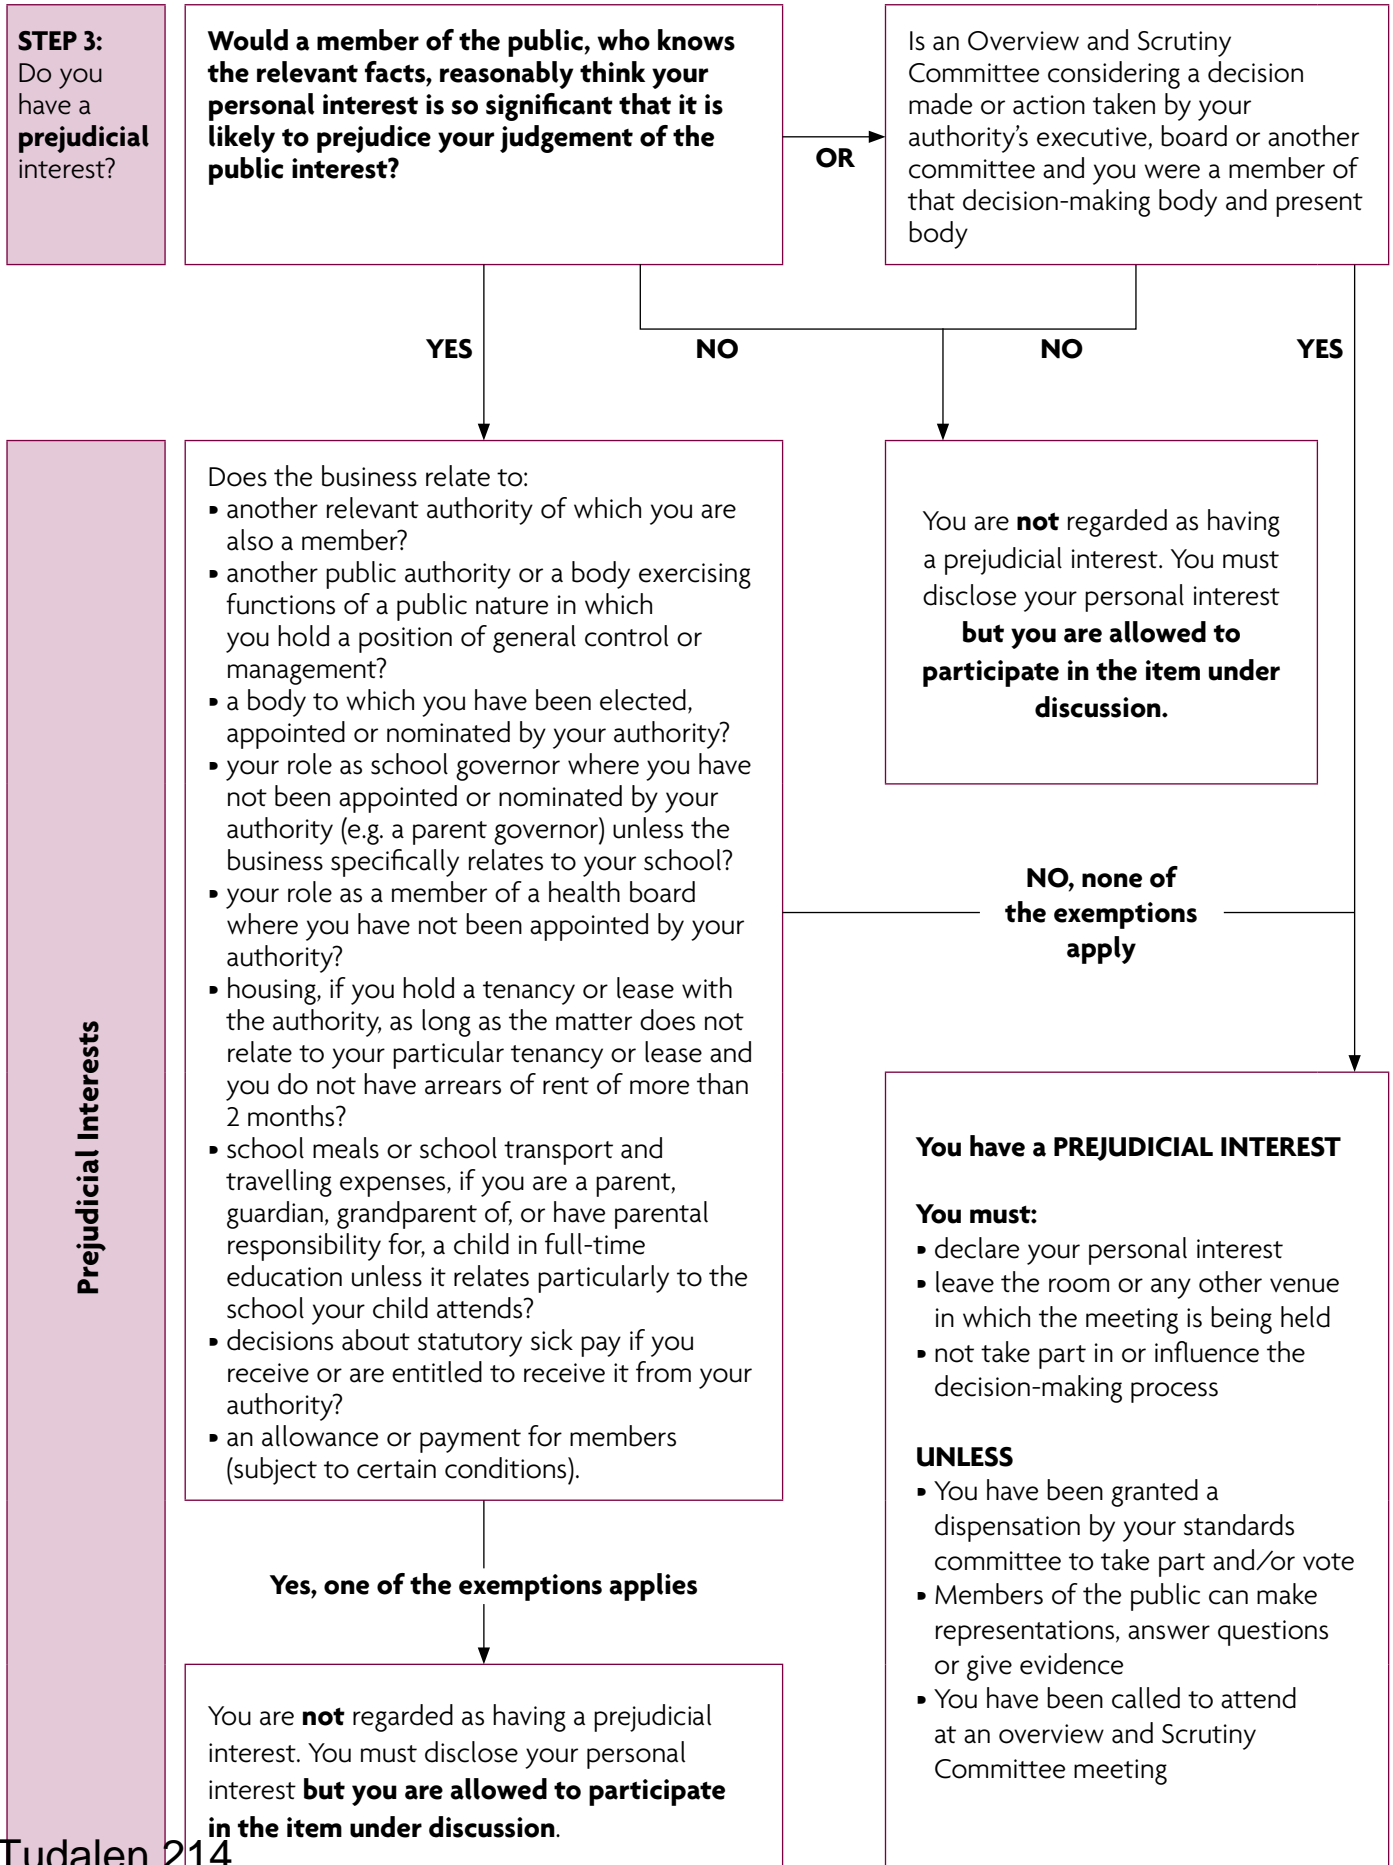 STEP 3:
Do you
have a
prejudicial
interest?
Would a member of the public, who knows
the relevant facts, reasonably think your
personal interest is so significant that it is
likely to prejudice your judgement of the
public interest?
OR
Is an Overview and Scrutiny
Committee considering a decision
made or action taken by your
authority’s executive, board or another
committee and you were a member of
that decision-making body and present
body
YES
NO
NO
YES
Prejudicial Interests
Does the business relate to:
• another relevant authority of which you are
also a member?
• another public authority or a body exercising
functions of a public nature in which
you hold a position of general control or
management?
• a body to which you have been elected,
appointed or nominated by your authority?
• your role as school governor where you have
not been appointed or nominated by your
authority (e.g. a parent governor) unless the
business specifically relates to your school?
• your role as a member of a health board
where you have not been appointed by your
authority?
• housing, if you hold a tenancy or lease with
the authority, as long as the matter does not
relate to your particular tenancy or lease and
you do not have arrears of rent of more than
2 months?
• school meals or school transport and
travelling expenses, if you are a parent,
guardian, grandparent of, or have parental
responsibility for, a child in full-time
education unless it relates particularly to the
school your child attends?
• decisions about statutory sick pay if you
receive or are entitled to receive it from your
authority?
• an allowance or payment for members
(subject to certain conditions).
You are not regarded as having
a prejudicial interest. You must
disclose your personal interest
but you are allowed to
participate in the item under
discussion.
NO, none of
the exemptions
apply
You have a PREJUDICIAL INTEREST
You must:
• declare your personal interest
• leave the room or any other venue
in which the meeting is being held
• not take part in or influence the
decision-making process
UNLESS
• You have been granted a
dispensation by your standards
committee to take part and/or vote
• Members of the public can make
representations, answer questions
or give evidence
• You have been called to attend
at an overview and Scrutiny
Committee meeting
Yes, one of the exemptions applies
You are not regarded as having a prejudicial
interest. You must disclose your personal
interest but you are allowed to participate
in the item under discussion.
Tudalen 214